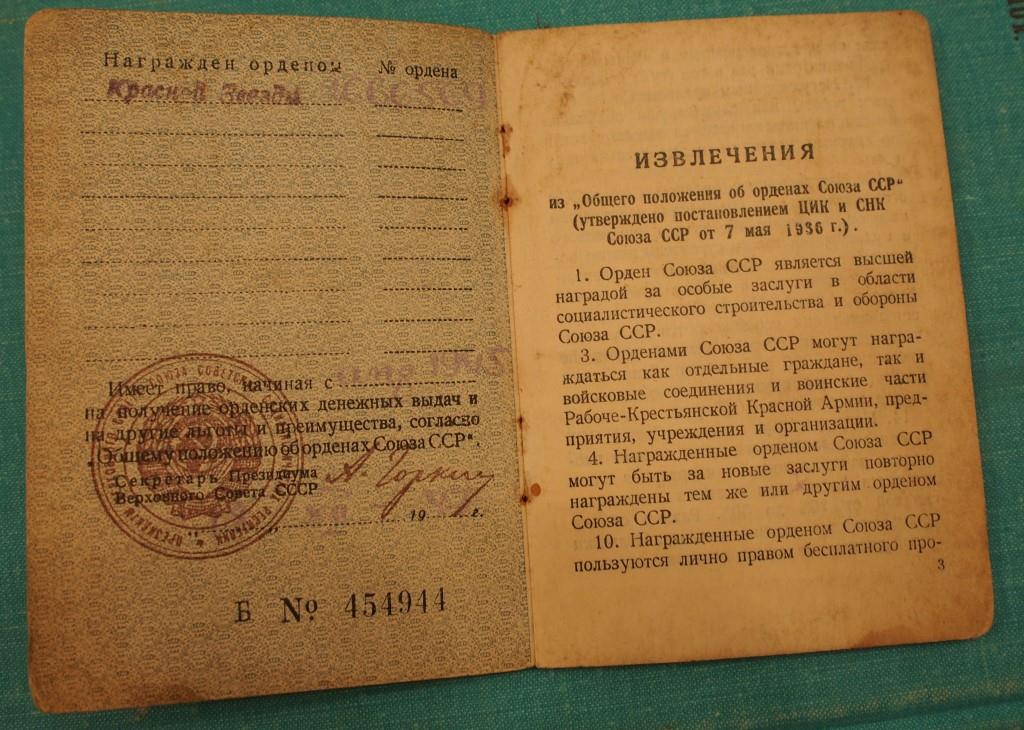 Награжден орденом № ордена
Красной Звезды
Имеет право, начиная с
на получение орденских денежных выдач и
на другие льготы и преимущества, согласно
„Общему положению об орденах Союза ССР“.
Секретарь Президиума
Верховного Совета СССР
А. Горкин
19 г.
Б № 454944
ИЗВЛЕЧЕНИЯ
из „Общего положения об орденах Союза ССР“
(утверждено постановлением ЦИК и СНК
Союза ССР от 7 мая 1936 г.).
1. Орден Союза ССР является высшей
наградой за особые заслуги в области
социалистического строительства и обороны
Союза ССР.
3. Орденами Союза ССР могут награ-
ждаться как отдельные граждане, так и
войсковые соединения и воинские части
Рабоче-Крестьянской Красной Армии, пред-
приятия, учреждения и организации.
4. Награжденные орденом Союза ССР
могут быть за новые заслуги повторно
награждены тем же или другим орденом
Союза ССР.
10. Награжденные орденом Союза ССР
пользуются лично правом бесплатного про-
3